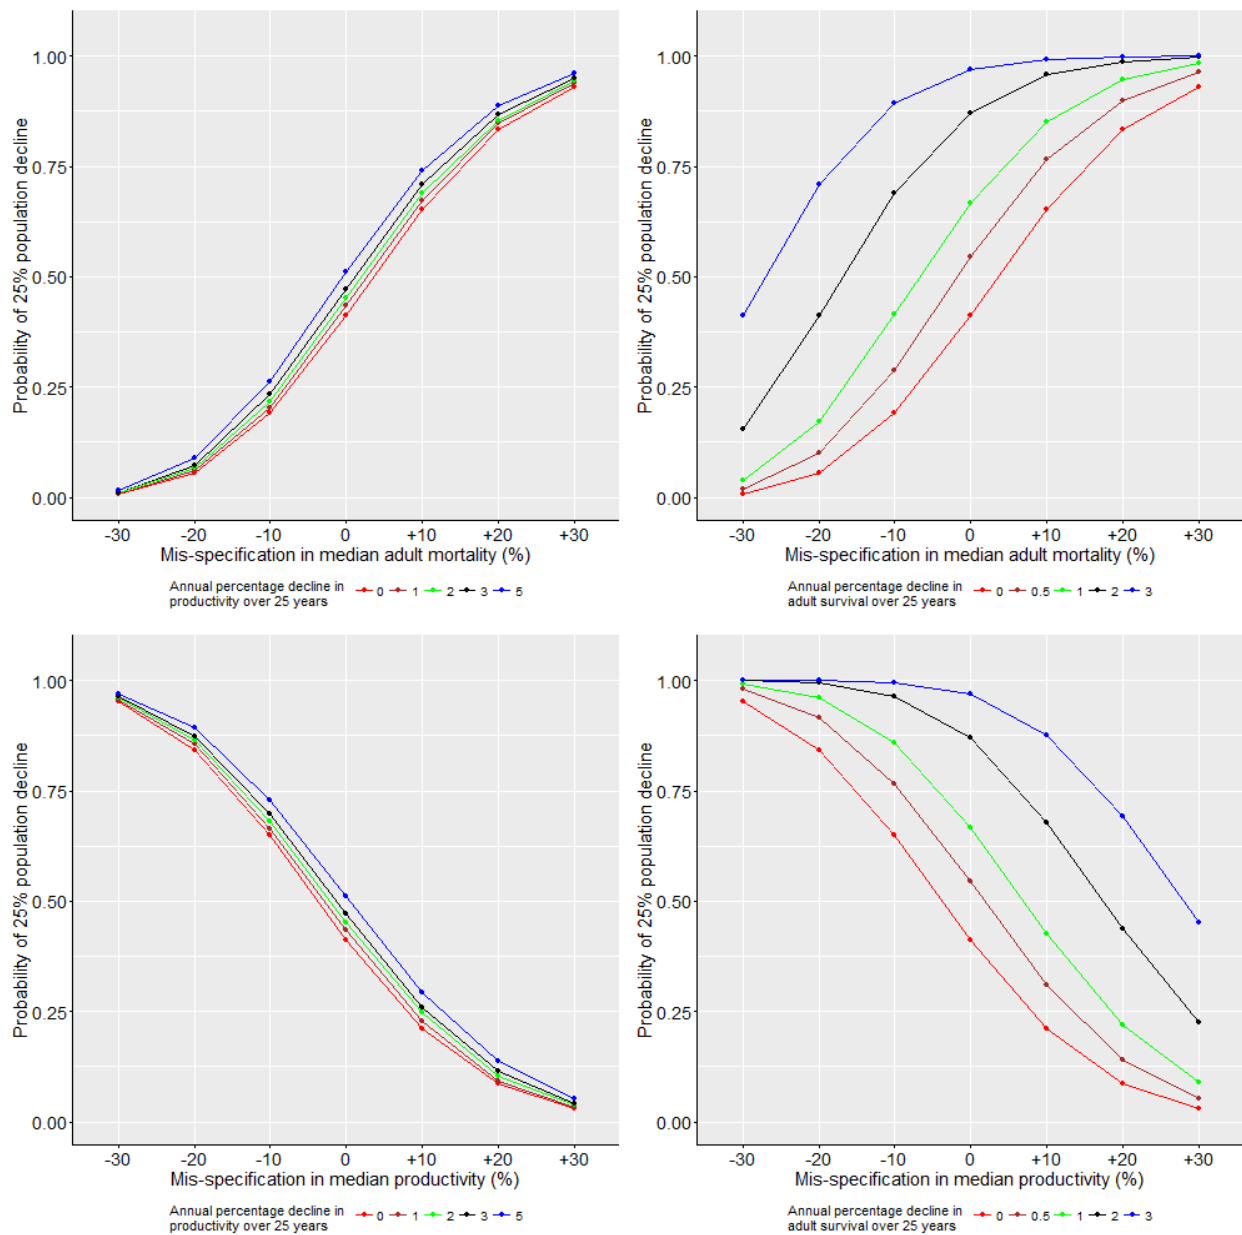 Probability of 25% population decline
1.00
0.75
0.50
0.25
0.00
-30 -20 -10 0 +10 +20 +30
Mis-specification in median adult mortality (%)
Annual percentage decline in
productivity over 25 years 0 1 2 3 5
Probability of 25% population decline
1.00
0.75
0.50
0.25
0.00
-30 -20 -10 0 +10 +20 +30
Mis-specification in median adult mortality (%)
Annual percentage decline in
adult survival over 25 years 0 0.5 1 2 3
Probability of 25% population decline
1.00
0.75
0.50
0.25
0.00
-30 -20 -10 0 +10 +20 +30
Mis-specification in median productivity (%)
Annual percentage decline in
productivity over 25 years 0 1 2 3 5
Probability of 25% population decline
1.00
0.75
0.50
0.25
0.00
-30 -20 -10 0 +10 +20 +30
Mis-specification in median productivity (%)
Annual percentage decline in
adult survival over 25 years 0 0.5 1 2 3